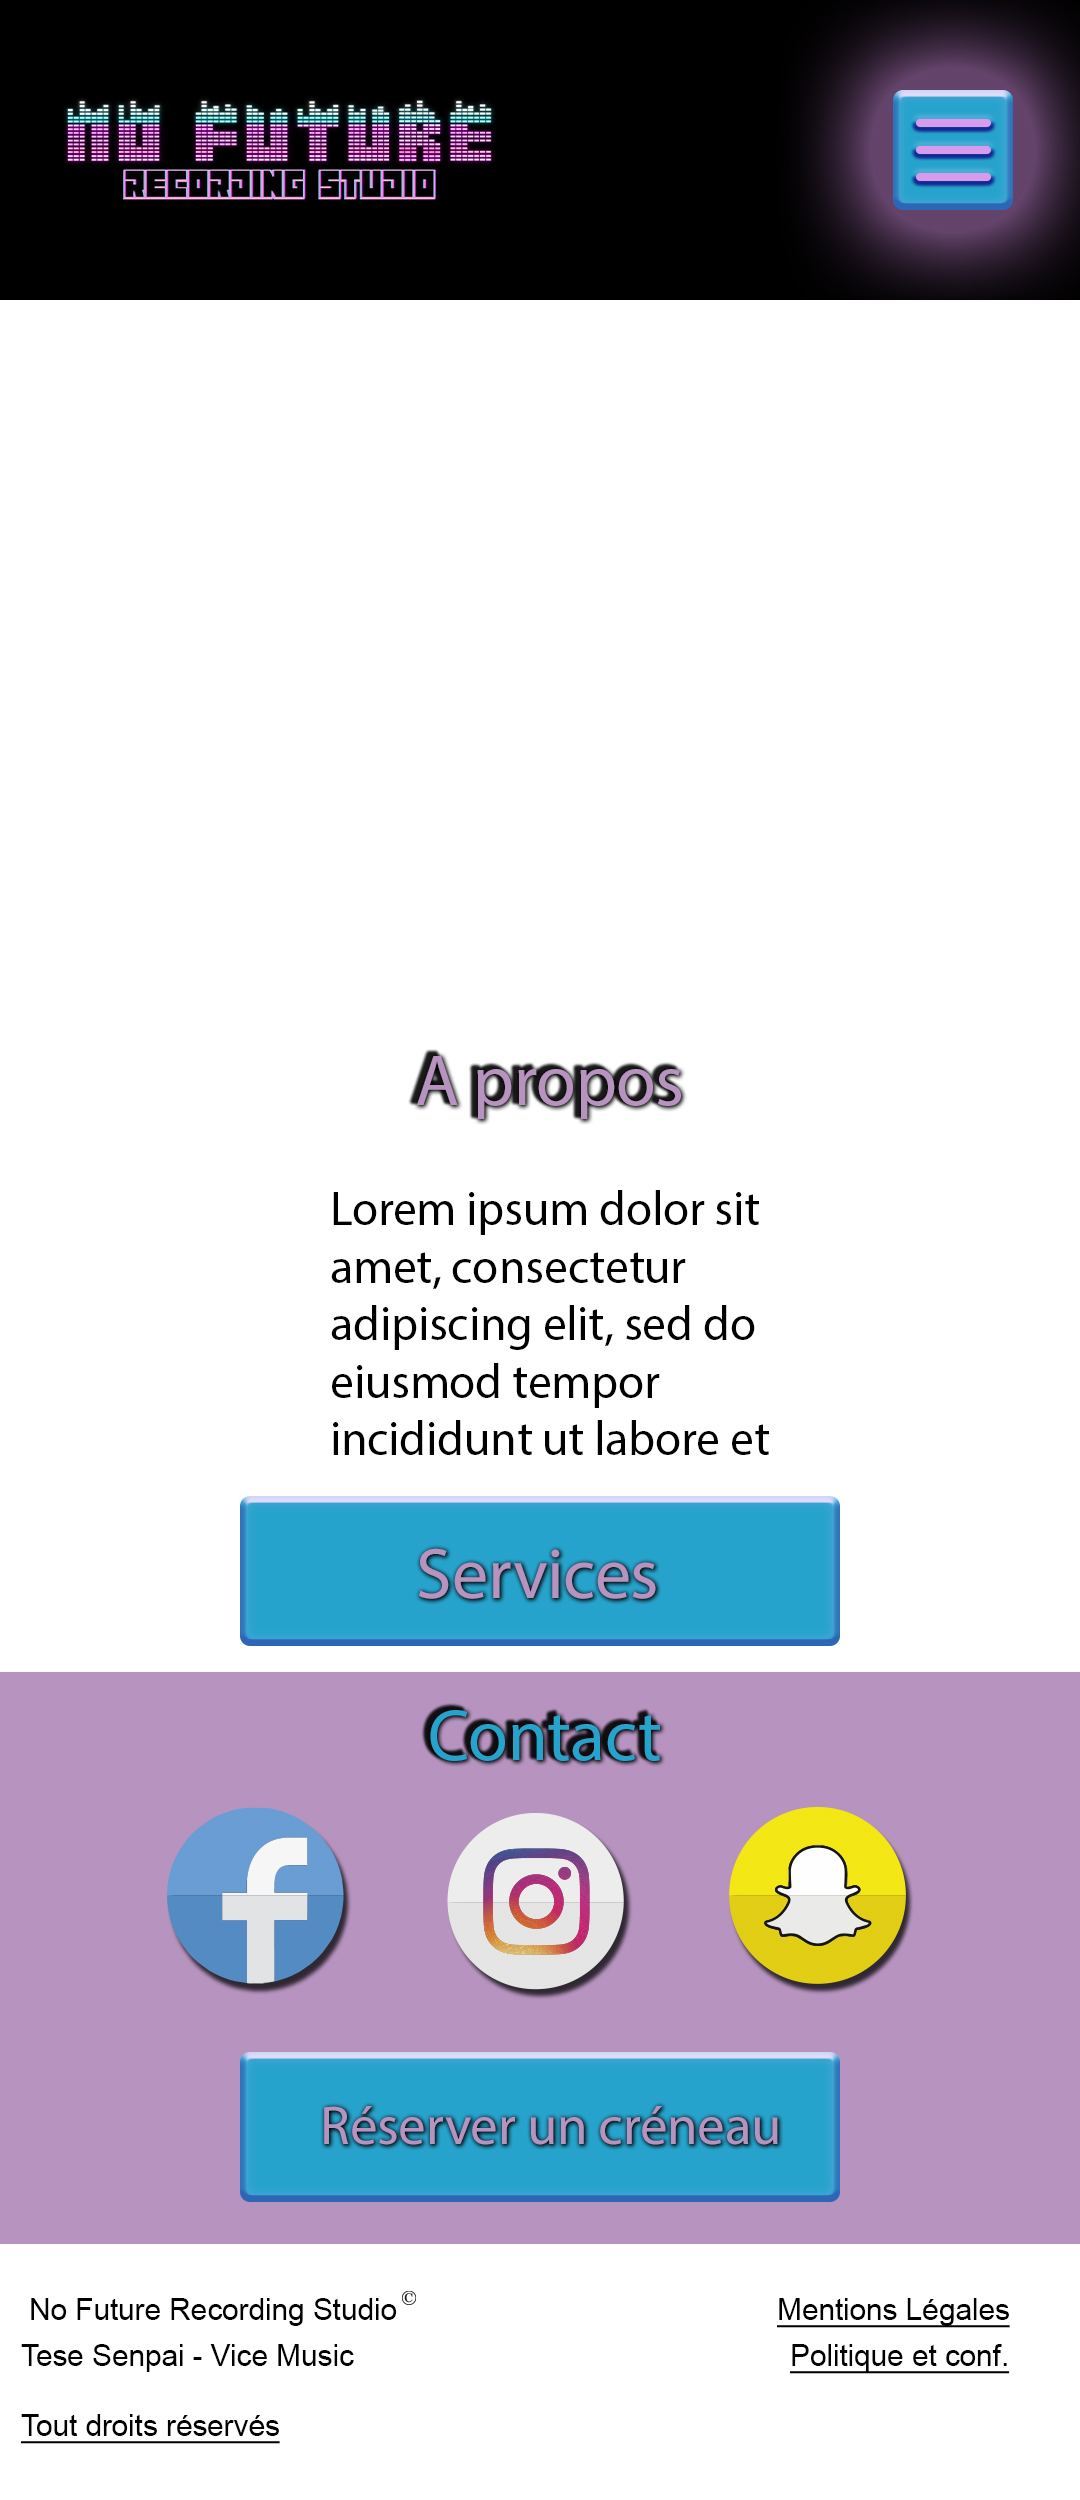 NO FUTURE
RECORDING STUDIO
A propos
Lorem ipsum dolor sit
amet, consectetur
adipiscing elit, sed do
eiusmod tempor
incididunt ut labore et
Services
Contact
Réserver un créneau
No Future Recording Studio ©
Mentions Légales
Tese Senpai - Vice Music
Politique et conf.
Tout droits réservés